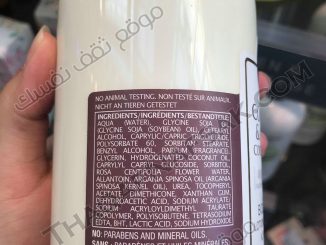 موقع ثقف نفسك
NO ANIMAL TESTING. NON TESTÉ SUR L'ANIMAL.
NICHT AN TIEREN GETESTET
INGREDIENTS/INGRÉDIENTS/BESTANDTEILE:
AQUA (WATER), GLYCINE SOJA OIL
(GLYCINE SOJA (SOYBEAN) OIL), CETEARYL
ALCOHOL, CAPRYLIC/CAPRIC TRIGLYCERIDE,
POLYSORBATE 60, SORBITAN STEARATE,
BENZYL ALCOHOL, PARFUM (FRAGRANCE),
GLYCERIN, HYDROGENATED COCONUT OIL,
CAPRYLYL CAPRYL GLUCOSIDE, SORBITOL,
ROSA CENTIFOLIA FLOWER WATER,
ALLANTOIN, ARGANIA SPINOSA OIL (ARGANIA
SPINOSA KERNEL OIL), UREA, TOCOPHERYL
ACETATE, DIMETHICONE, XANTHAN GUM,
DEHYDROACETIC ACID, SODIUM ACRYLATE/
SODIUM ACRYLOYLDIMETHYL TAURATE
COPOLYMER, POLYISOBUTENE, TETRASODIUM
EDTA, BHT, LACTIC ACID, SODIUM HYDROXIDE
NO: PARABENS AND MINERAL OILS.
SANS: PARABÈNES ET HUILES MINÉRALES.